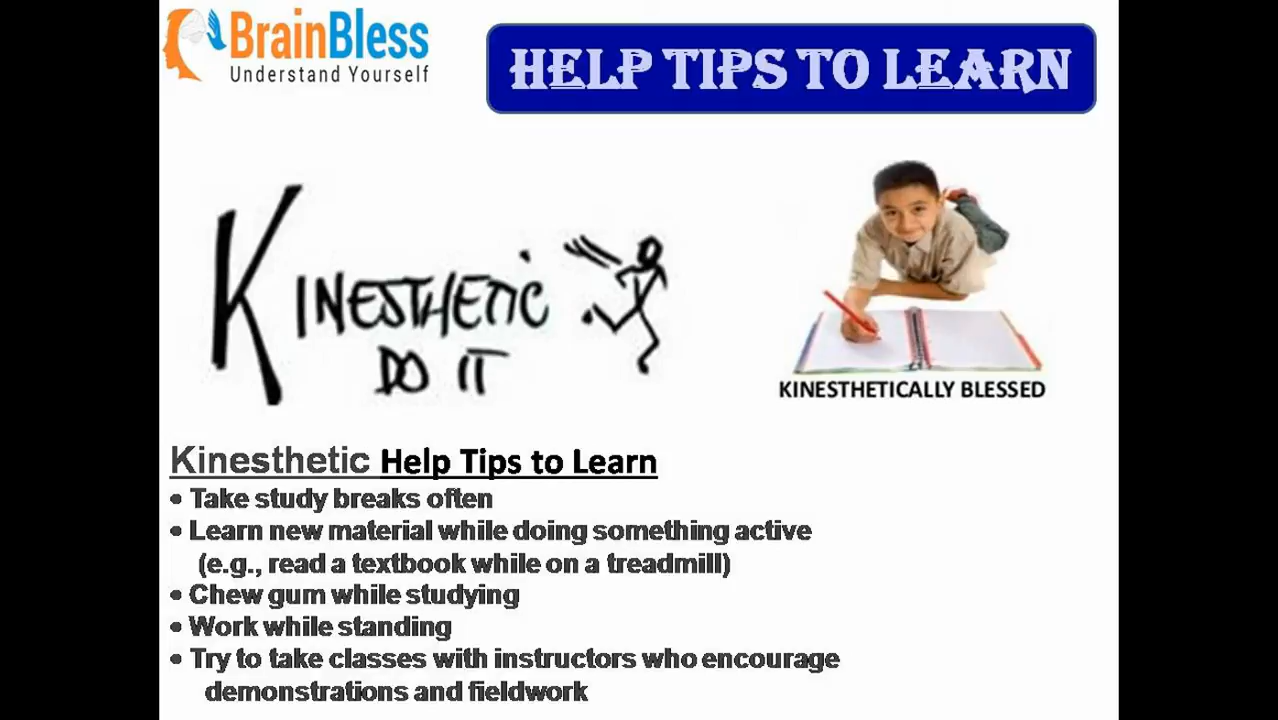 BrainBless
Understand Yourself
HELP TIPS TO LEARN
KINESTHETIC
DO IT
KINESTHETICALLY BLESSED
Kinesthetic Help Tips to Learn
• Take study breaks often
• Learn new material while doing something active
(e.g., read a textbook while on a treadmill)
• Chew gum while studying
• Work while standing
• Try to take classes with instructors who encourage
demonstrations and fieldwork